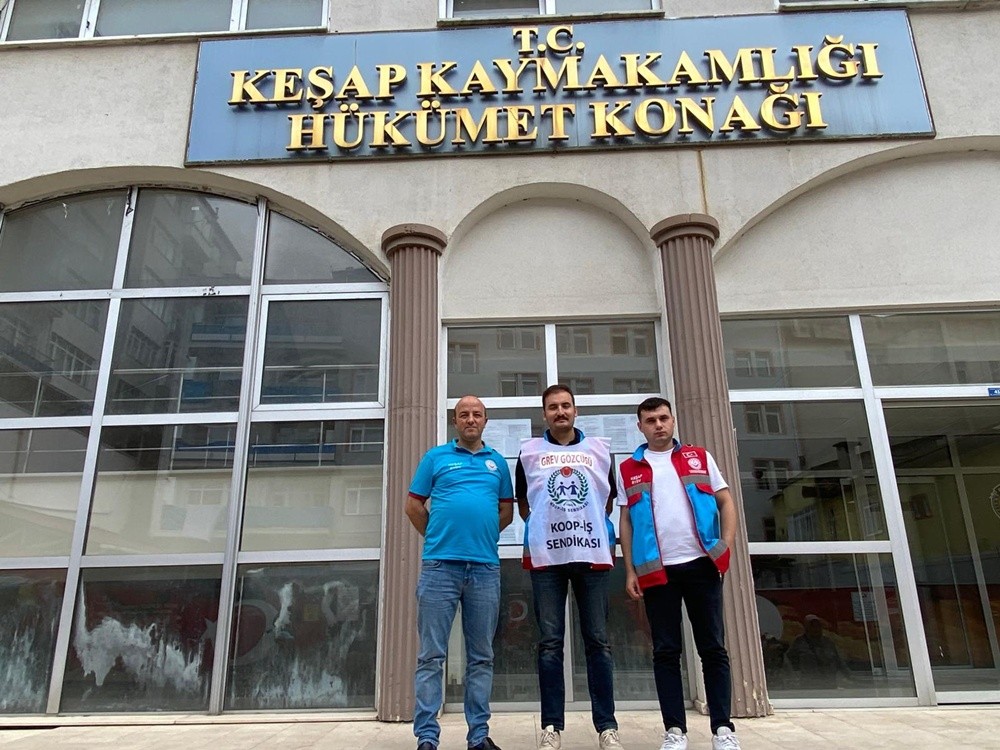 T.C.
KEŞAP KAYMAKAMLIĞI
HÜKÜMET KONAĞI
GREV GÖZCÜSÜ
KOOP-İŞ
SENDİKASI